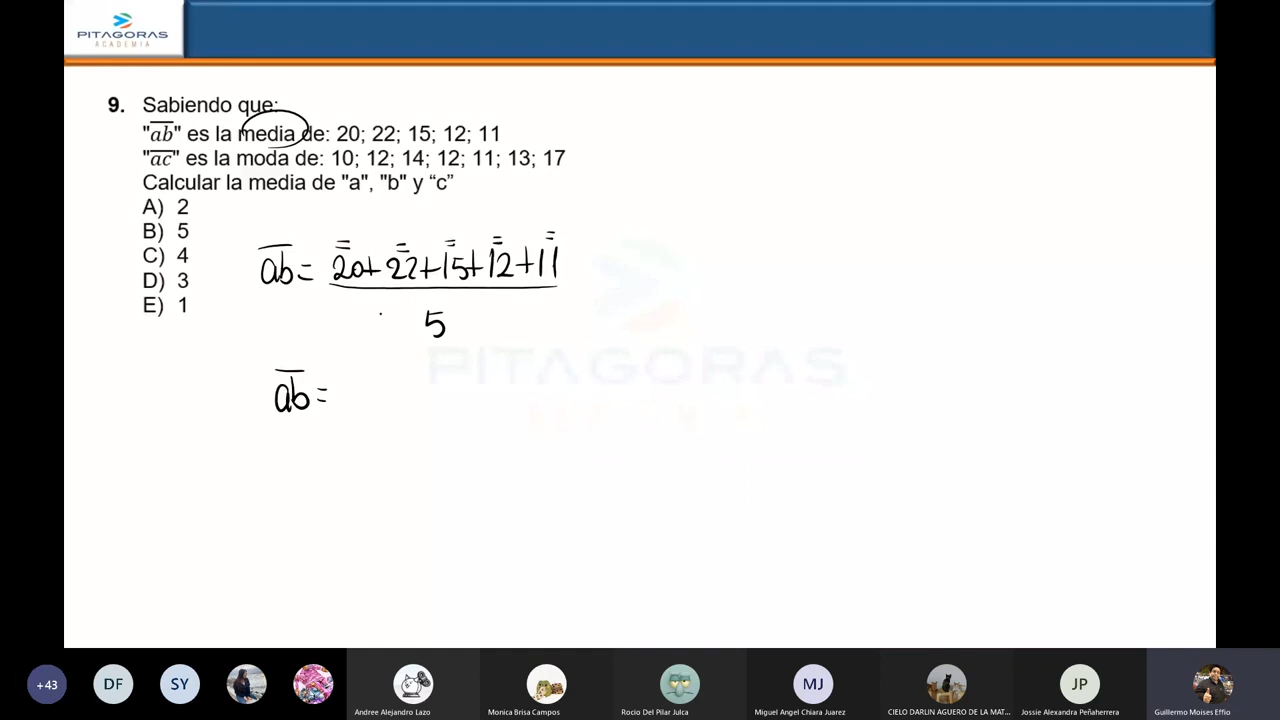 PITAGORAS
ACADEMIA
9. Sabiendo que:
"ab" es la media de: 20; 22; 15; 12; 11
"ac" es la moda de: 10; 12; 14; 12; 11; 13; 17
Calcular la media de "a", "b" y “c”
A) 2
B) 5
C) 4
D) 3
E) 1
ab = 20+22+15+12+11
5
ab =
PITAGORAS
+43
DF
SY
MJ
JP
Andree Alejandro Lazo
Monica Brisa Campos
Rocio Del Pilar Julca
Miguel Angel Chiara Juarez
CIELO DARLIN AGUERO DE LA MAT...
Jossie Alexandra Peñaherrera
Guillermo Moises Effio